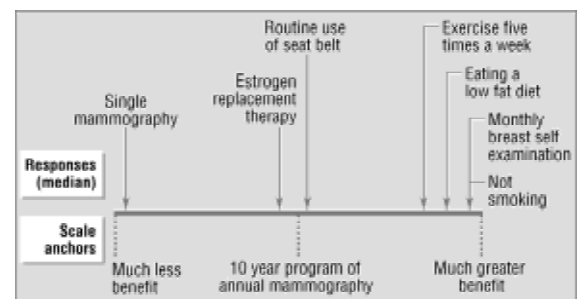 Routine use
of seat belt
Exercise five
times a week
Eating a
low fat diet
Estrogen
replacement
therapy
Single
mammography
Monthly
breast self
examination
Not
smoking
Responses
(median)
Scale
anchors
Much less
benefit
10 year program of
annual mammography
Much greater
benefit